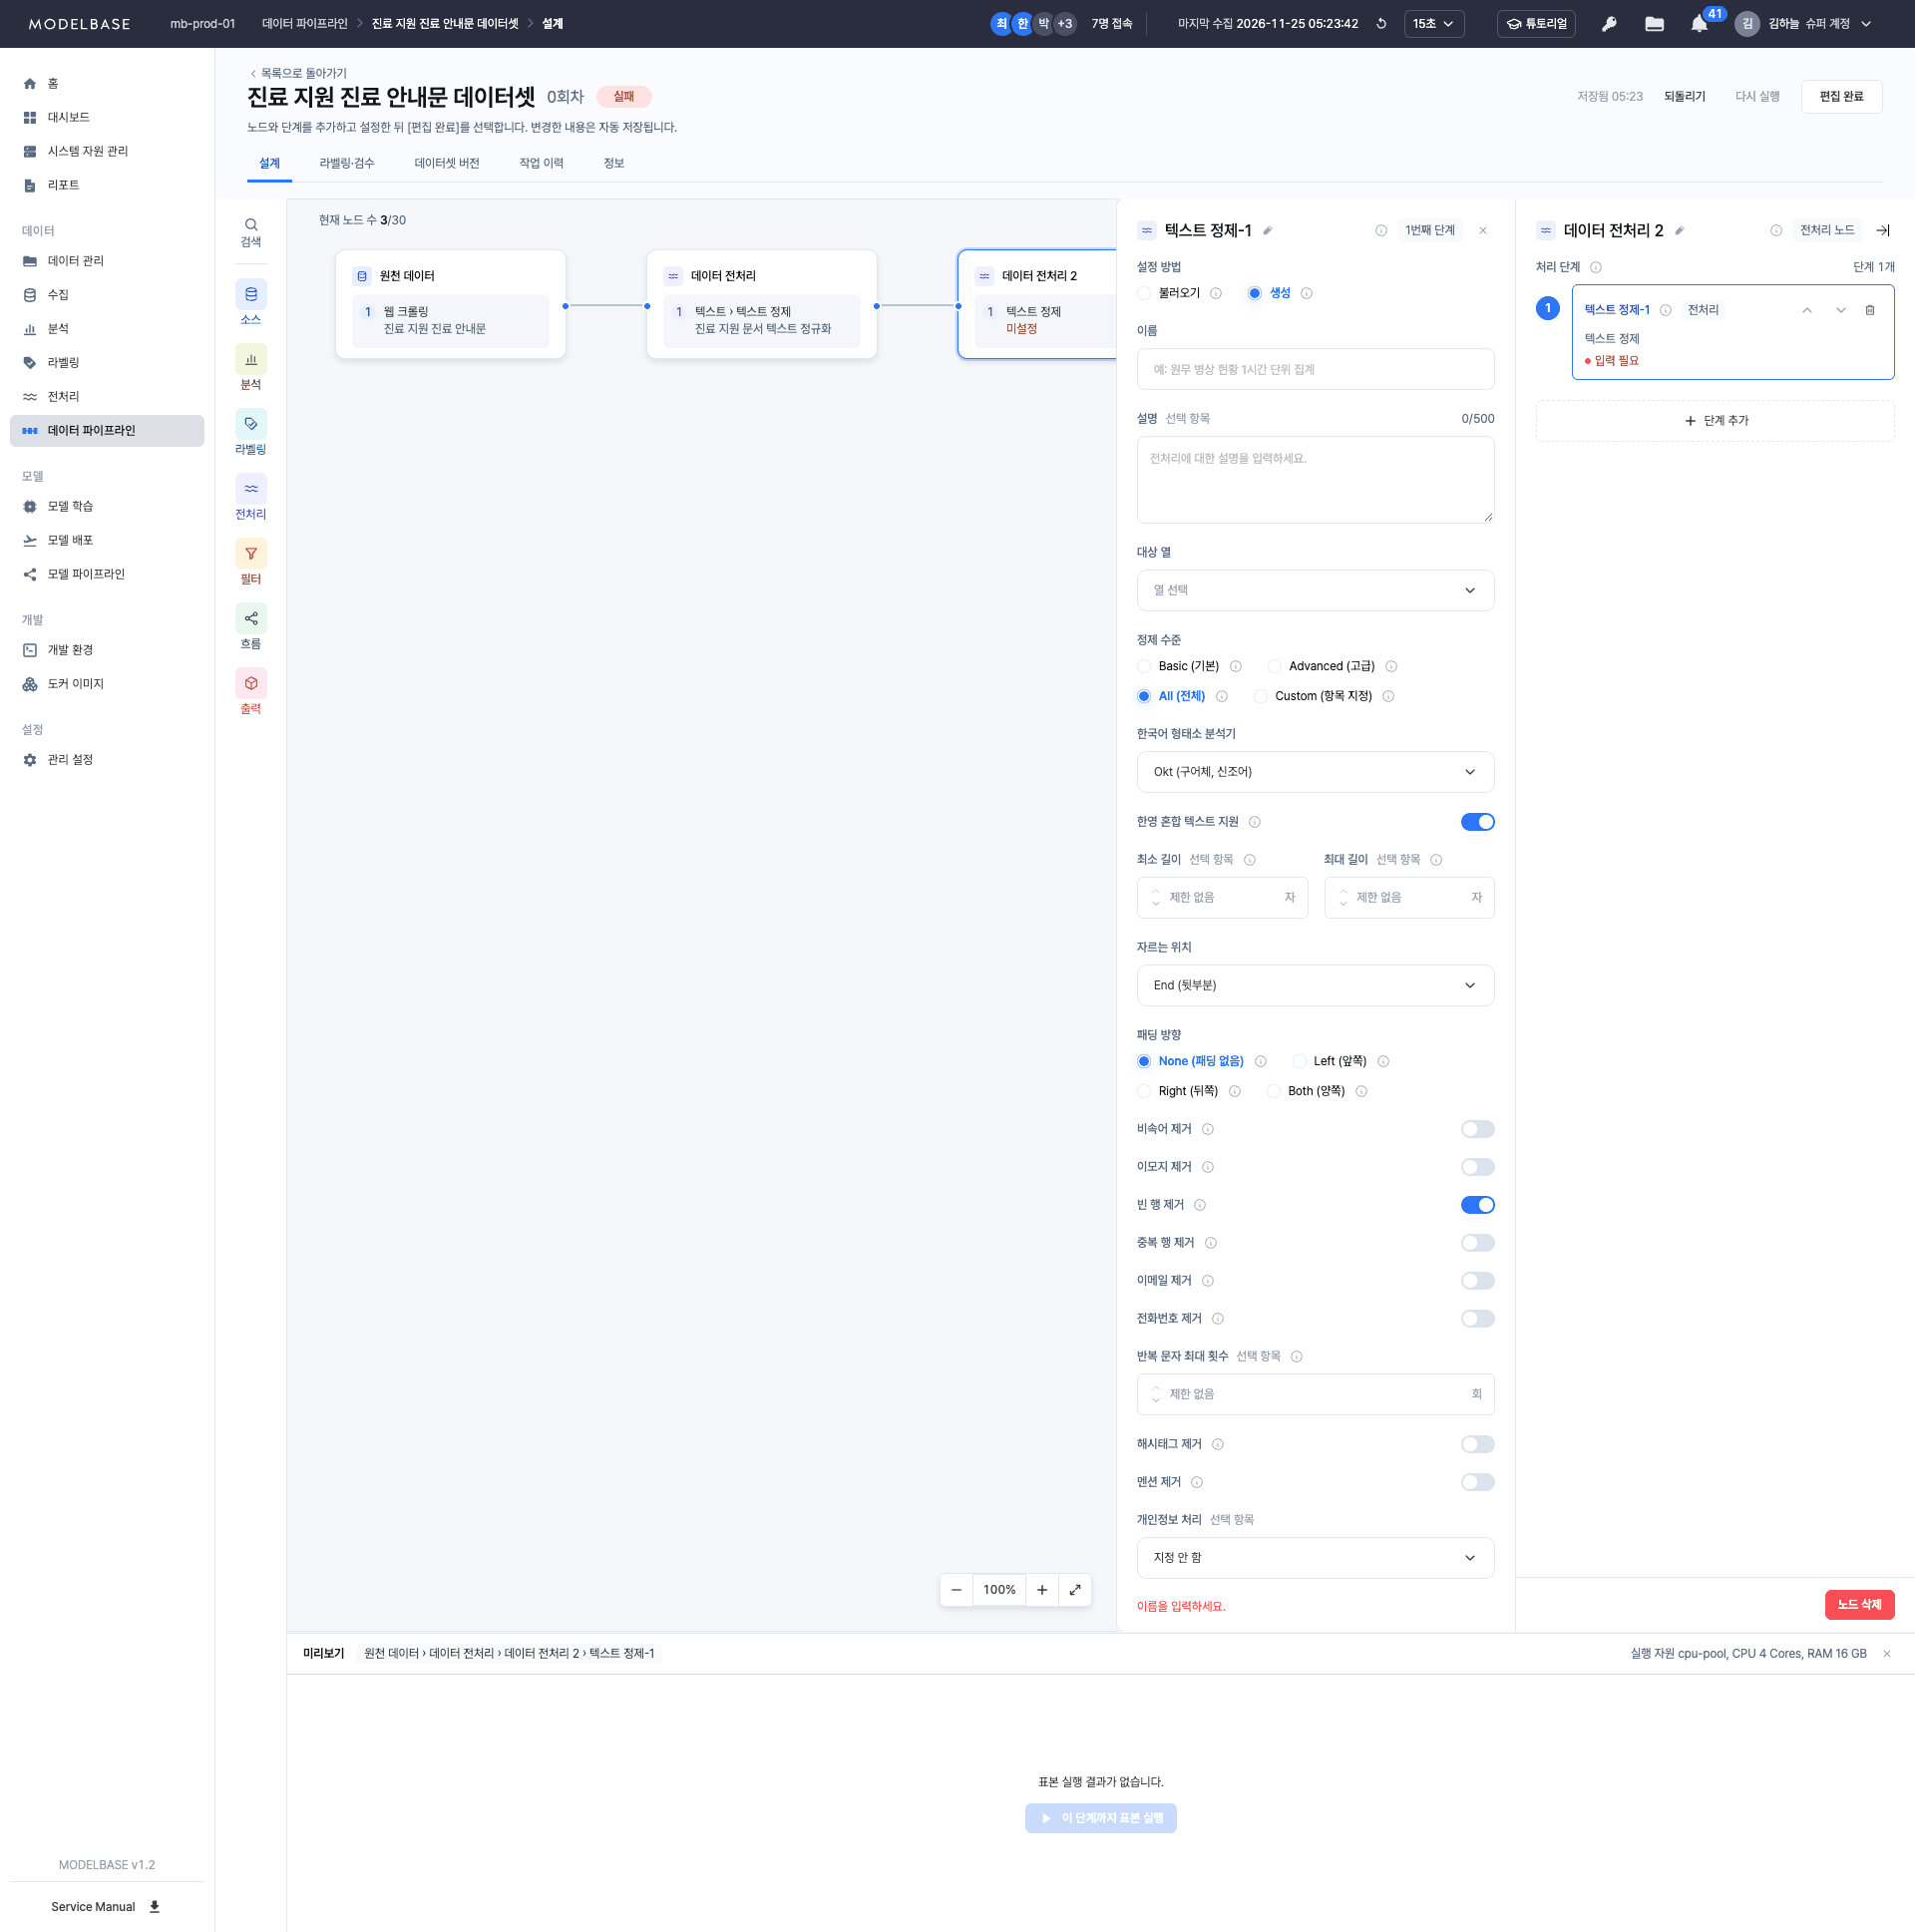 MODELBASE
mb-prod-01
데이터 파이프라인 > 진료 지원 진료 안내문 데이터셋 > 설계
최 한 박 +3 7명 접속
마지막 수집 2026-11-25 05:23:42
15초
튜토리얼
41
김 김하늘 슈퍼 계정
홈
대시보드
시스템 자원 관리
리포트
데이터
데이터 관리
수집
분석
라벨링
전처리
데이터 파이프라인
모델
모델 학습
모델 배포
모델 파이프라인
개발
개발 환경
도커 이미지
설정
관리 설정
MODELBASE v1.2
Service Manual
목록으로 돌아가기
진료 지원 진료 안내문 데이터셋 0회차 실패
노드와 단계를 추가하고 설정한 뒤 [편집 완료]를 선택합니다. 변경한 내용은 자동 저장됩니다.
저장됨 05:23 되돌리기 다시 실행 편집 완료
설계 라벨링·검수 데이터셋 버전 작업 이력 정보
검색
소스
분석
라벨링
전처리
필터
흐름
출력
현재 노드 수 3/30
원천 데이터
1 웹 크롤링
진료 지원 진료 안내문
데이터 전처리
1 텍스트 › 텍스트 정제
진료 지원 문서 텍스트 정규화
데이터 전처리 2
1 텍스트 정제
미설정
100%
텍스트 정제-1 1번째 단계
설정 방법
불러오기 생성
이름
예: 원무 병상 현황 1시간 단위 집계
설명 선택 항목 0/500
전처리에 대한 설명을 입력하세요.
대상 열
열 선택
정제 수준
Basic (기본) Advanced (고급)
All (전체) Custom (항목 지정)
한국어 형태소 분석기
Okt (구어체, 신조어)
한영 혼합 텍스트 지원
최소 길이 선택 항목 최대 길이 선택 항목
제한 없음 자 제한 없음 자
자르는 위치
End (뒷부분)
패딩 방향
None (패딩 없음) Left (앞쪽)
Right (뒤쪽) Both (양쪽)
비속어 제거
이모지 제거
빈 행 제거
중복 행 제거
이메일 제거
전화번호 제거
반복 문자 최대 횟수 선택 항목
제한 없음 회
해시태그 제거
멘션 제거
개인정보 처리 선택 항목
지정 안 함
이름을 입력하세요.
데이터 전처리 2 전처리 노드
처리 단계 단계 1개
1 텍스트 정제-1 전처리
텍스트 정제
입력 필요
단계 추가
노드 삭제
미리보기 원천 데이터 › 데이터 전처리 › 데이터 전처리 2 › 텍스트 정제-1
실행 자원 cpu-pool, CPU 4 Cores, RAM 16 GB
표본 실행 결과가 없습니다.
이 단계까지 표본 실행